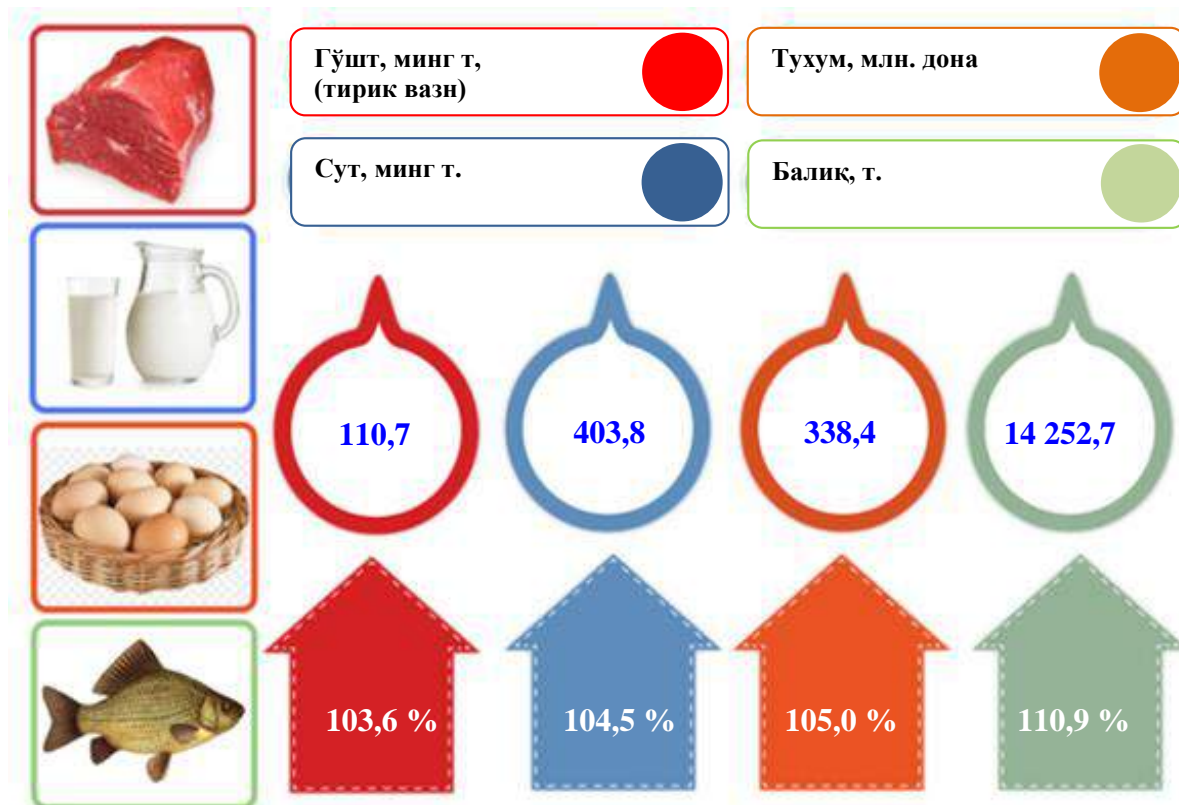 Гўшт, минг т,
(тирик вазн)
Тухум, млн. дона
Сут, минг т.
Балиқ, т.
110,7
403,8
338,4
14 252,7
103,6 %
104,5 %
105,0 %
110,9 %